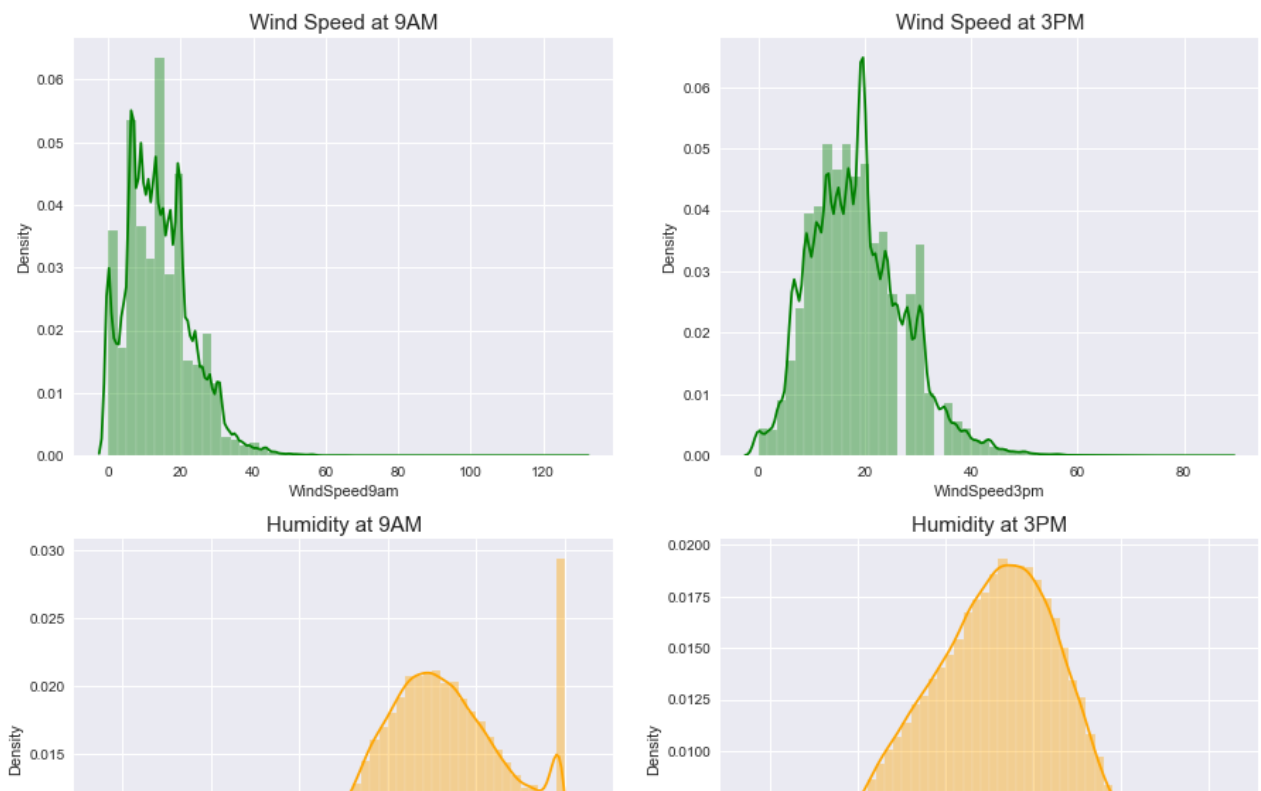 Wind Speed at 9AM
Density
0.06
0.05
0.04
0.03
0.02
0.01
0.00
0 20 40 60 80 100 120
WindSpeed9am
Wind Speed at 3PM
Density
0.06
0.05
0.04
0.03
0.02
0.01
0.00
0 20 40 60 80
WindSpeed3pm
Humidity at 9AM
Density
0.030
0.025
0.020
0.015
Humidity at 3PM
Density
0.0200
0.0175
0.0150
0.0125
0.0100